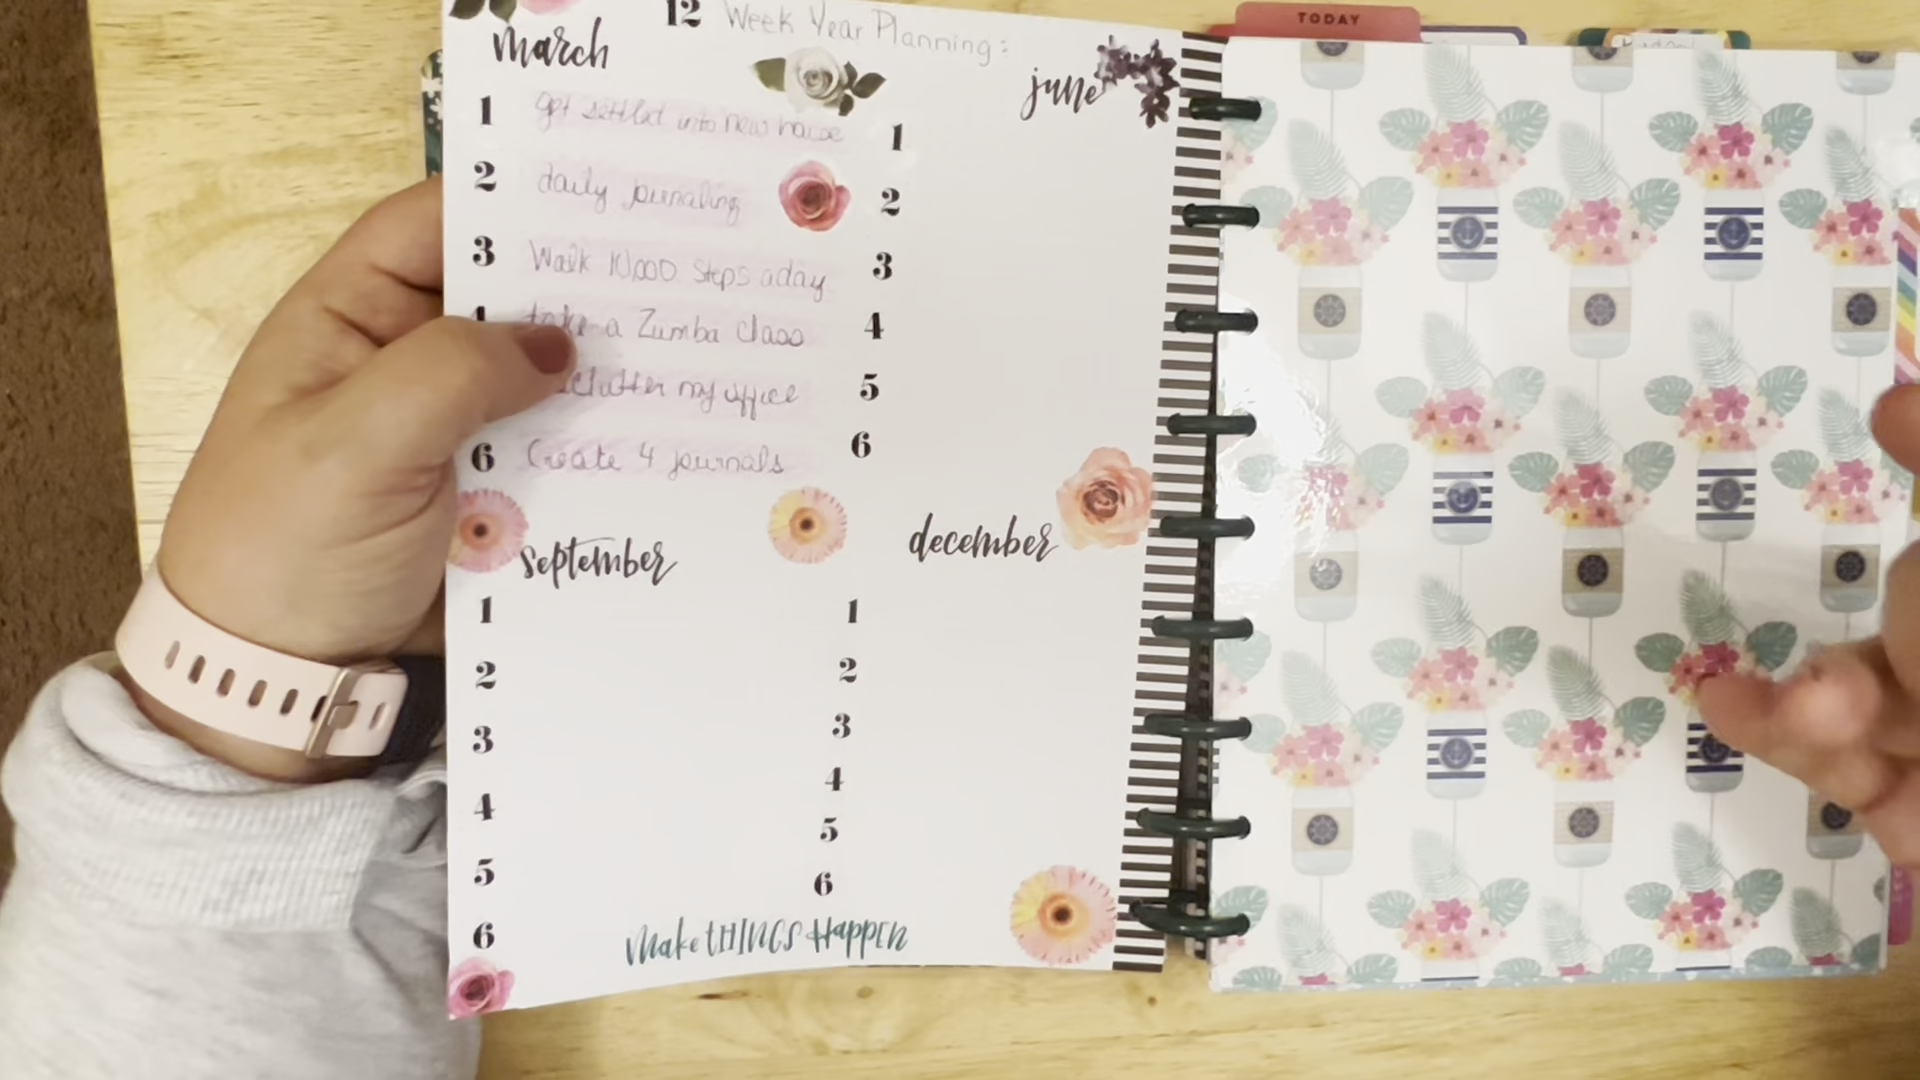 TODAY
12 Week Year Planning:
march
1 get settled into new house
2 daily journaling
3 Walk 10,000 steps a day
4 take a Zumba class
5 declutter my office
6 Create 4 journals
june
1
2
3
4
5
6
september
1
2
3
4
5
6
december
1
2
3
4
5
6
Make THINGS Happen